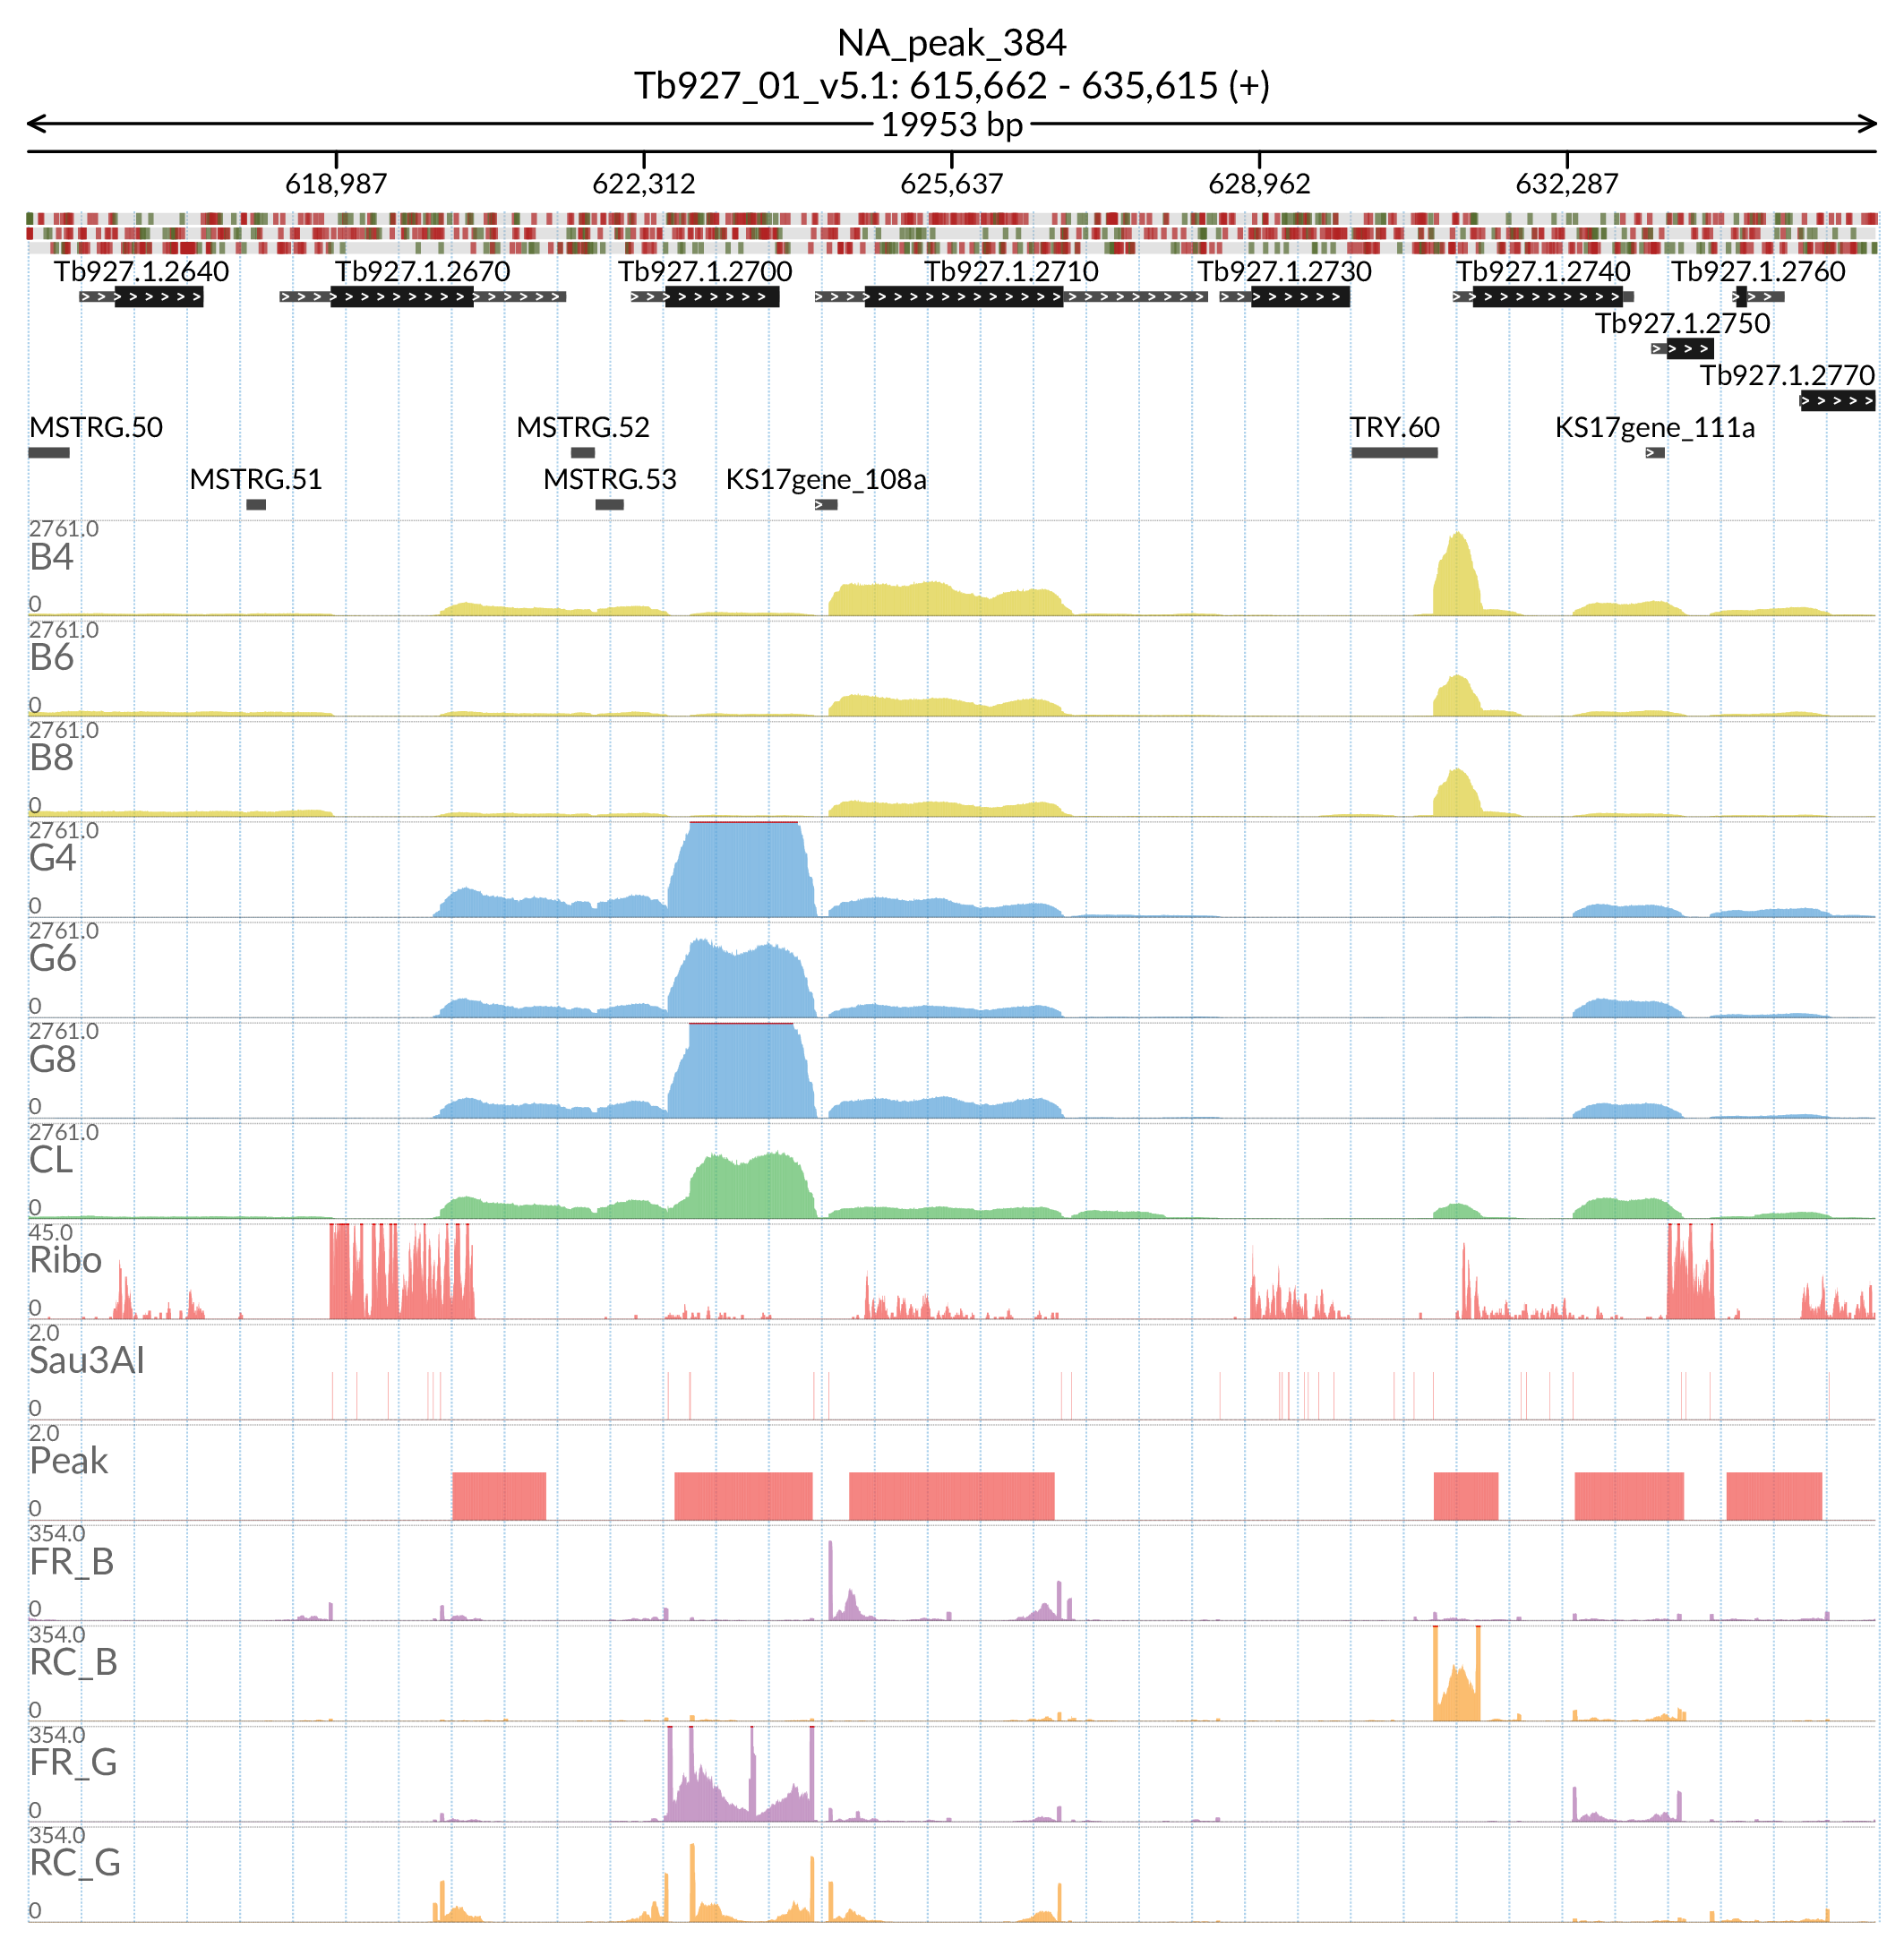 NA_peak_384
Tb927_01_v5.1: 615,662 - 635,615 (+)
19953 bp
618,987 622,312 625,637 628,962 632,287
Tb927.1.2640 Tb927.1.2670 Tb927.1.2700 Tb927.1.2710 Tb927.1.2730 Tb927.1.2740 Tb927.1.2760
Tb927.1.2750
Tb927.1.2770
MSTRG.50 MSTRG.52 TRY.60 KS17gene_111a
MSTRG.51 MSTRG.53 KS17gene_108a
2761.0
B4
0
2761.0
B6
0
2761.0
B8
0
2761.0
G4
0
2761.0
G6
0
2761.0
G8
0
2761.0
CL
0
45.0
Ribo
0
2.0
Sau3AI
0
2.0
Peak
0
354.0
FR_B
0
354.0
RC_B
0
354.0
FR_G
0
354.0
RC_G
0